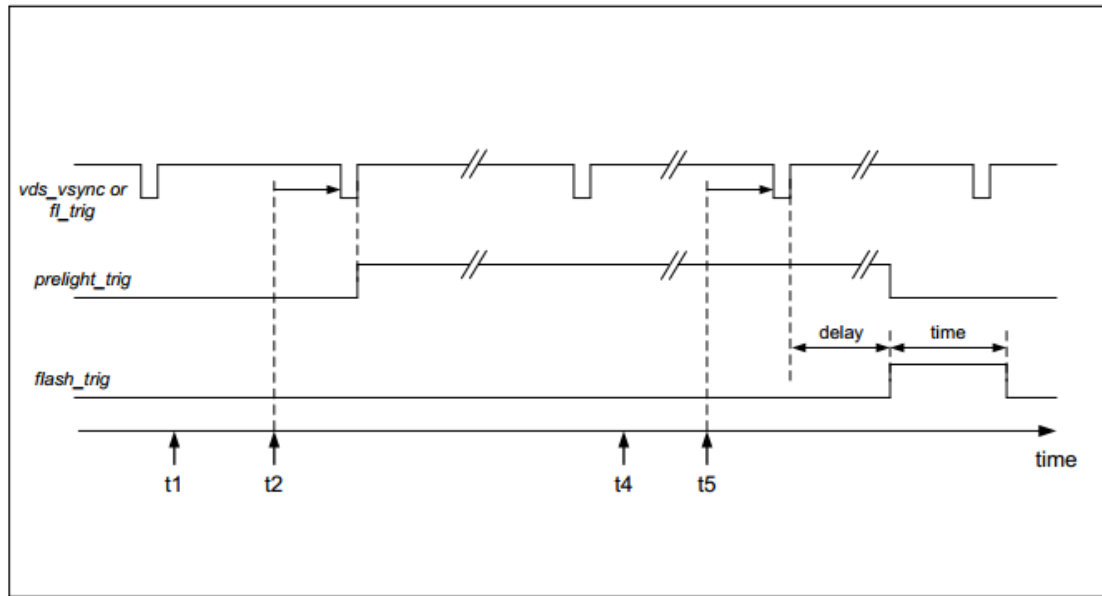 vds_vsync or
fl_trig
prelight_trig
delay
time
flash_trig
time
t1
t2
t4
t5